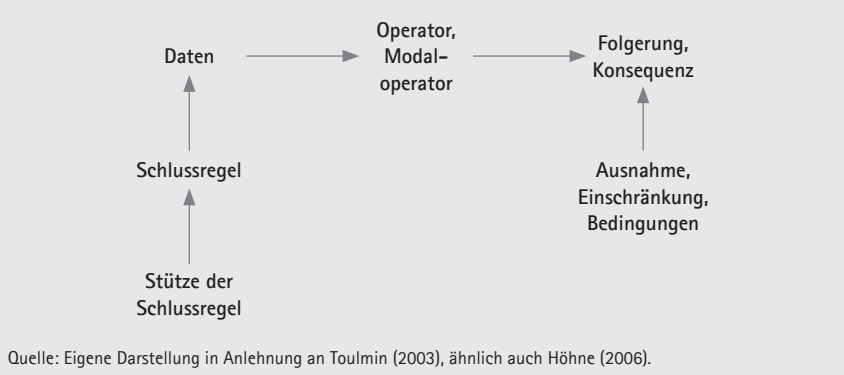 Daten
Operator,
Modal-
operator
Folgerung,
Konsequenz
Schlussregel
Ausnahme,
Einschränkung,
Bedingungen
Stütze der
Schlussregel
Quelle: Eigene Darstellung in Anlehnung an Toulmin (2003), ähnlich auch Höhne (2006).